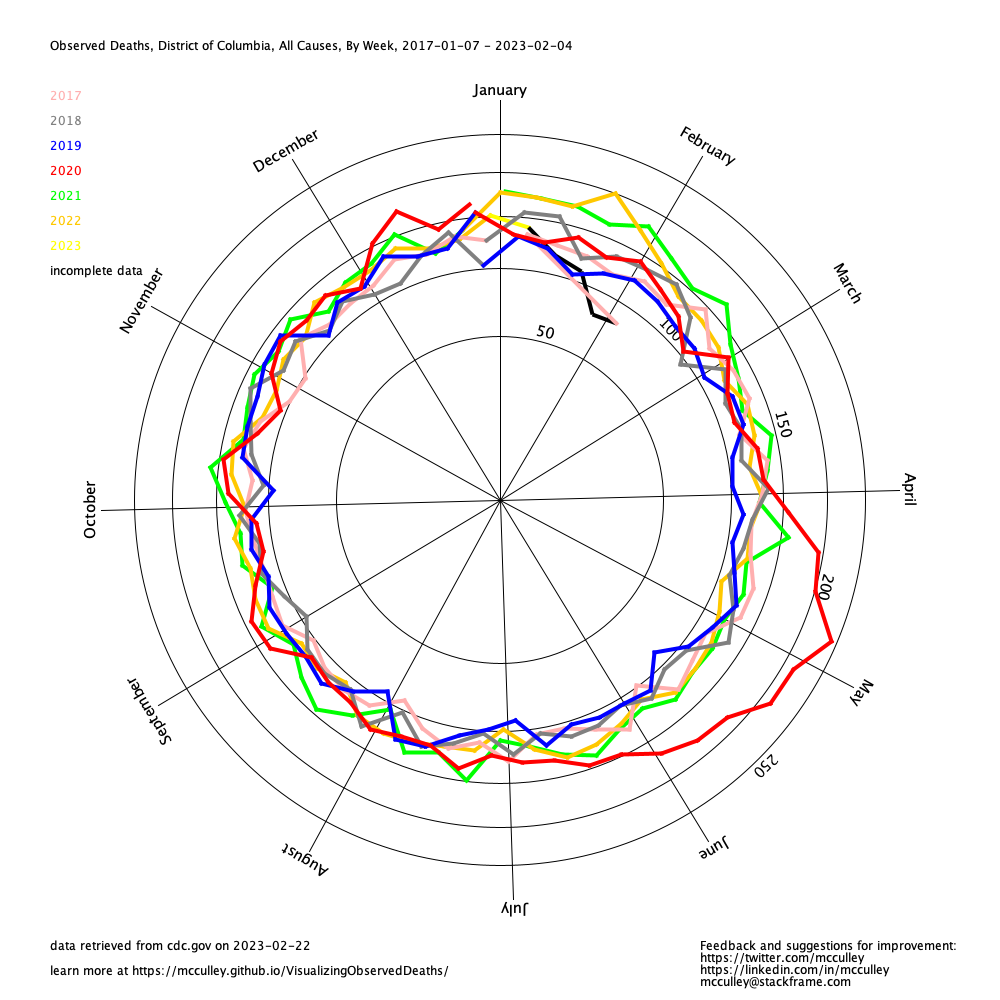 Observed Deaths, District of Columbia, All Causes, By Week, 2017-01-07 - 2023-02-04
January
2017
2018
2019
2020
2021
2022
2023
incomplete data
December
February
November
March
50
100
150
October
April
200
September
May
250
August
June
July
data retrieved from cdc.gov on 2023-02-22
learn more at https://mcculley.github.io/VisualizingObservedDeaths/
Feedback and suggestions for improvement:
https://twitter.com/mcculley
https://linkedin.com/in/mcculley
mcculley@stackframe.com